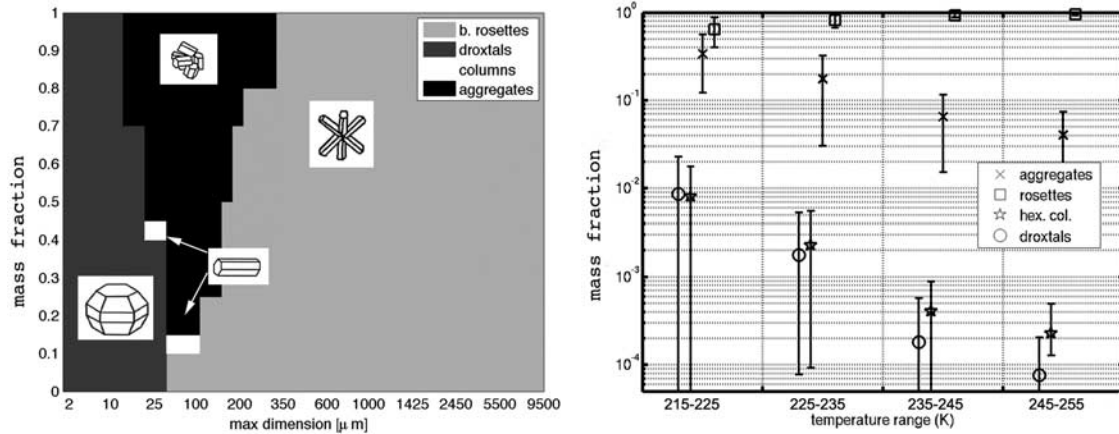 1
0.9
0.8
0.7
0.6
0.5
0.4
0.3
0.2
0.1
0
mass fraction
2 10 25 100 200 350 600 1000 1425 2450 5500 9500
max dimension [μ m]
b. rosettes
droxtals
columns
aggregates
10^0
10^-1
10^-2
10^-3
10^-4
mass fraction
aggregates
rosettes
hex. col.
droxtals
215-225 225-235 235-245 245-255
temperature range (K)